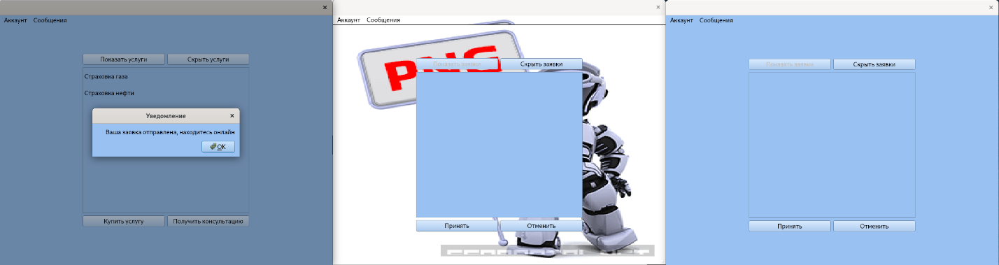 Аккаунт Сообщения
Показать услуги Скрыть услуги
Страховка газа
Страховка нефти
Уведомление
Ваша заявка отправлена, находитесь онлайн
OK
Купить услугу Получить консультацию
Аккаунт Сообщения
PNG
Показать заявки Скрыть заявки
Принять Отменить
Аккаунт Сообщения
Показать заявки Скрыть заявки
Принять Отменить